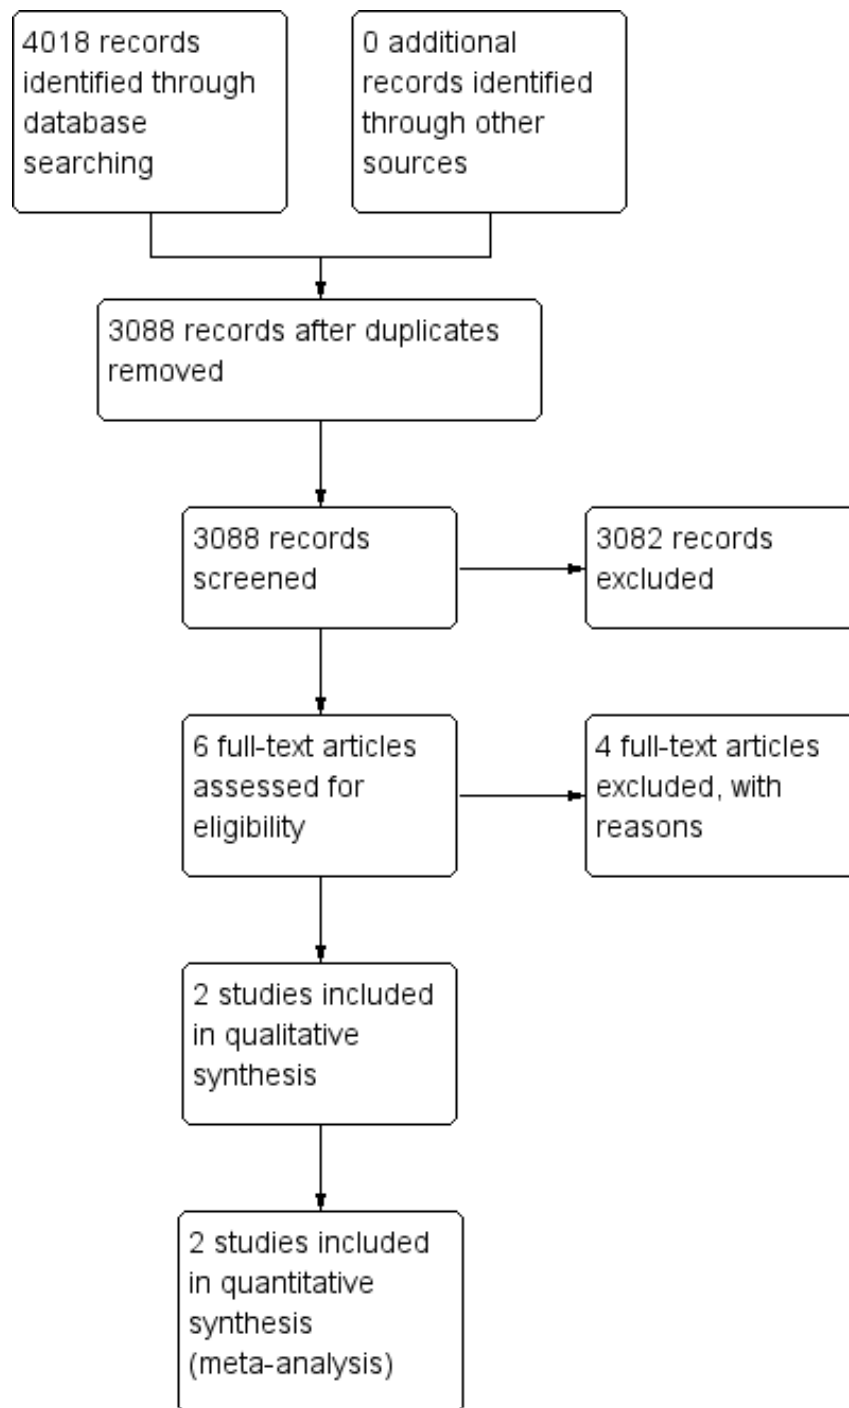 4018 records
identified through
database
searching
0 additional
records identified
through other
sources
3088 records after duplicates
removed
3088 records
screened
3082 records
excluded
6 full-text articles
assessed for
eligibility
4 full-text articles
excluded, with
reasons
2 studies included
in qualitative
synthesis
2 studies included
in quantitative
synthesis
(meta-analysis)